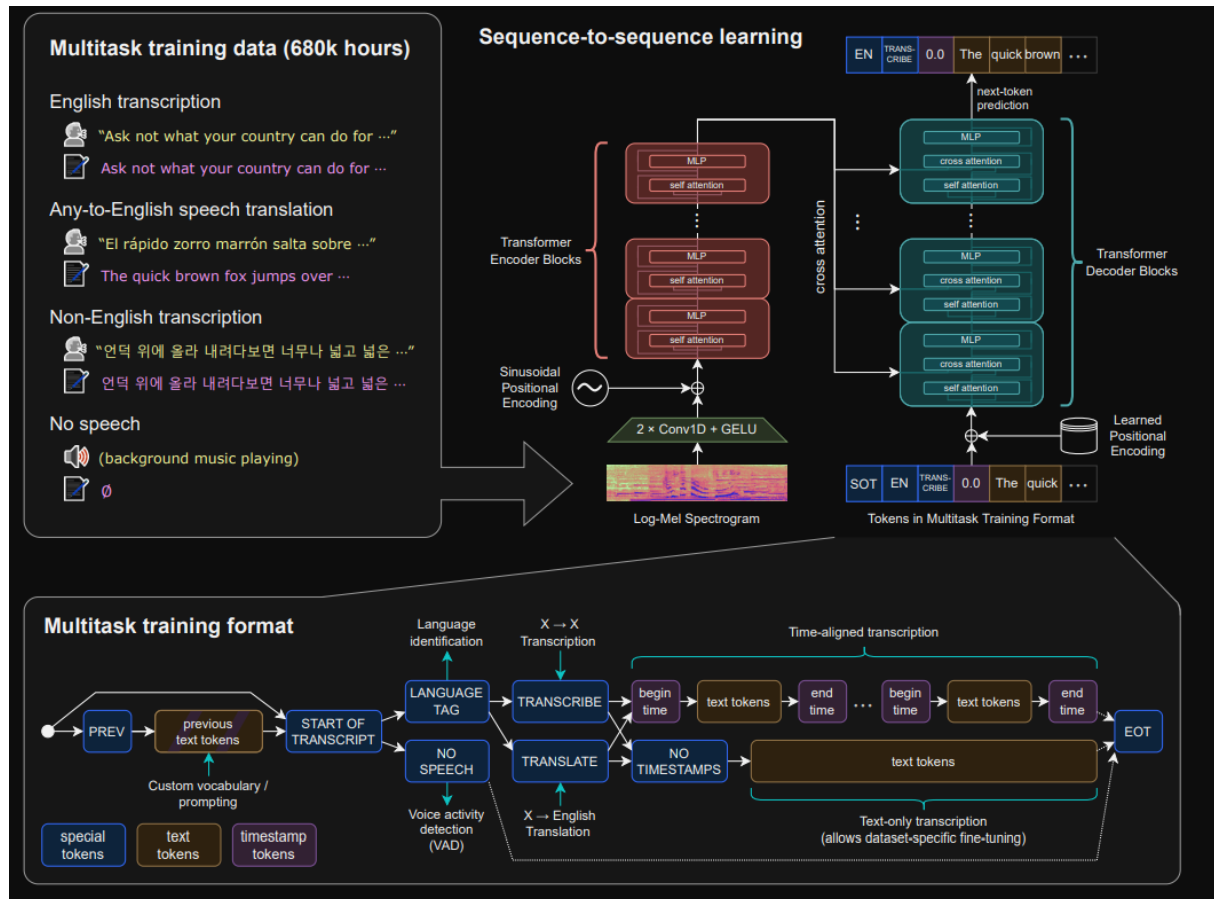 Multitask training data (680k hours)
English transcription
“Ask not what your country can do for ⋯”
Ask not what your country can do for ⋯
Any-to-English speech translation
“El rápido zorro marrón salta sobre ⋯”
The quick brown fox jumps over ⋯
Non-English transcription
“언덕 위에 올라 내려다보면 너무나 넓고 넓은 ⋯”
언덕 위에 올라 내려다보면 너무나 넓고 넓은 ⋯
No speech
(background music playing)
∅
Sequence-to-sequence learning
EN TRANS-CRIBE 0.0 The quick brown ⋯
next-token
prediction
MLP
self attention
⋮
MLP
self attention
MLP
self attention
Transformer
Encoder Blocks
Sinusoidal
Positional
Encoding
~
2 × Conv1D + GELU
Log-Mel Spectrogram
cross attention
⋮
MLP
cross attention
self attention
⋮
MLP
cross attention
self attention
MLP
cross attention
self attention
Transformer
Decoder Blocks
Learned
Positional
Encoding
SOT EN TRANS-CRIBE 0.0 The quick ⋯
Tokens in Multitask Training Format
Multitask training format
Language
identification
X → X
Transcription
Time-aligned transcription
PREV
previous
text tokens
START OF
TRANSCRIPT
LANGUAGE
TAG
NO
SPEECH
TRANSCRIBE
TRANSLATE
begin
time
text tokens
end
time
⋯
begin
time
text tokens
end
time
NO
TIMESTAMPS
text tokens
EOT
Custom vocabulary /
prompting
Voice activity
detection
(VAD)
X → English
Translation
Text-only transcription
(allows dataset-specific fine-tuning)
special
tokens
text
tokens
timestamp
tokens